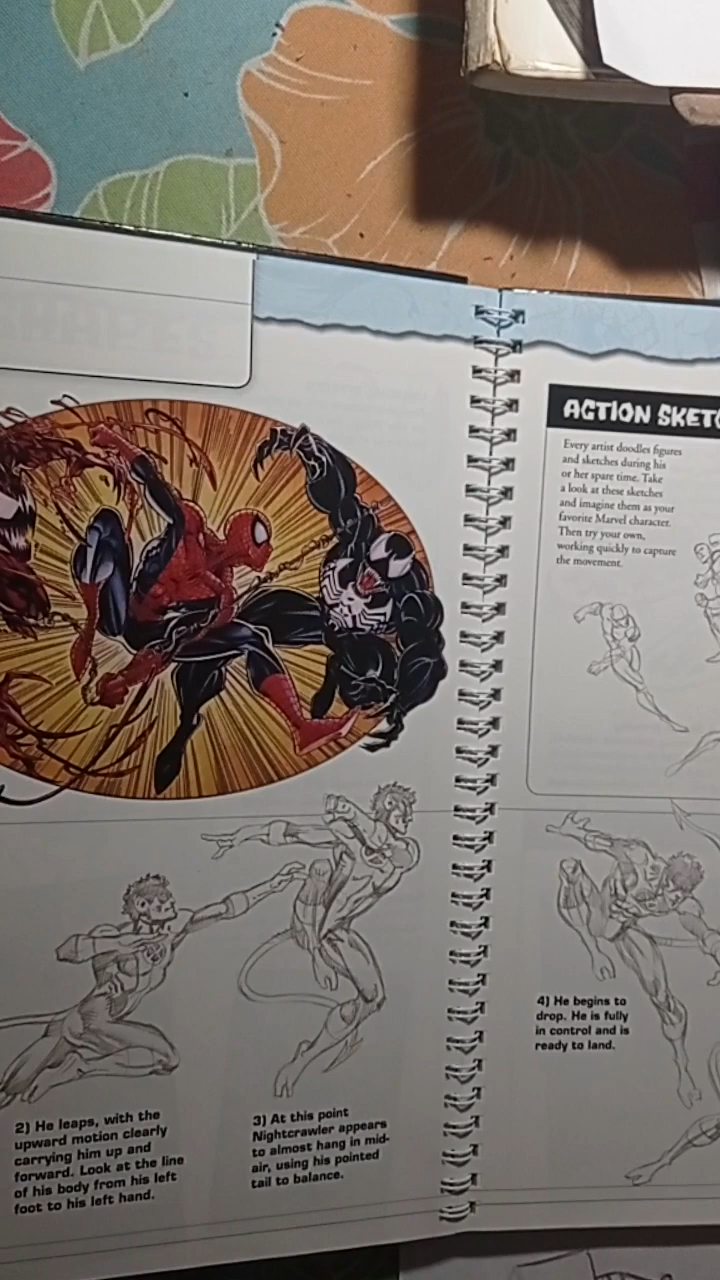 ACTION
Every artist doodles figures
and sketches during his
or her spare time. Take
a look at these sketches
and imagine them as your
favorite Marvel character.
Then try your own,
working quickly to capture
the movement.
2) He leaps, with the
upward motion clearly
carrying him up and
forward. Look at the line
of his body from his left
foot to his left hand.
3) At this point
Nightcrawler appears
to almost hang in mid-
air, using his pointed
tail to balance.
4) He begins to
drop. He is fully
in control and is
ready to land.